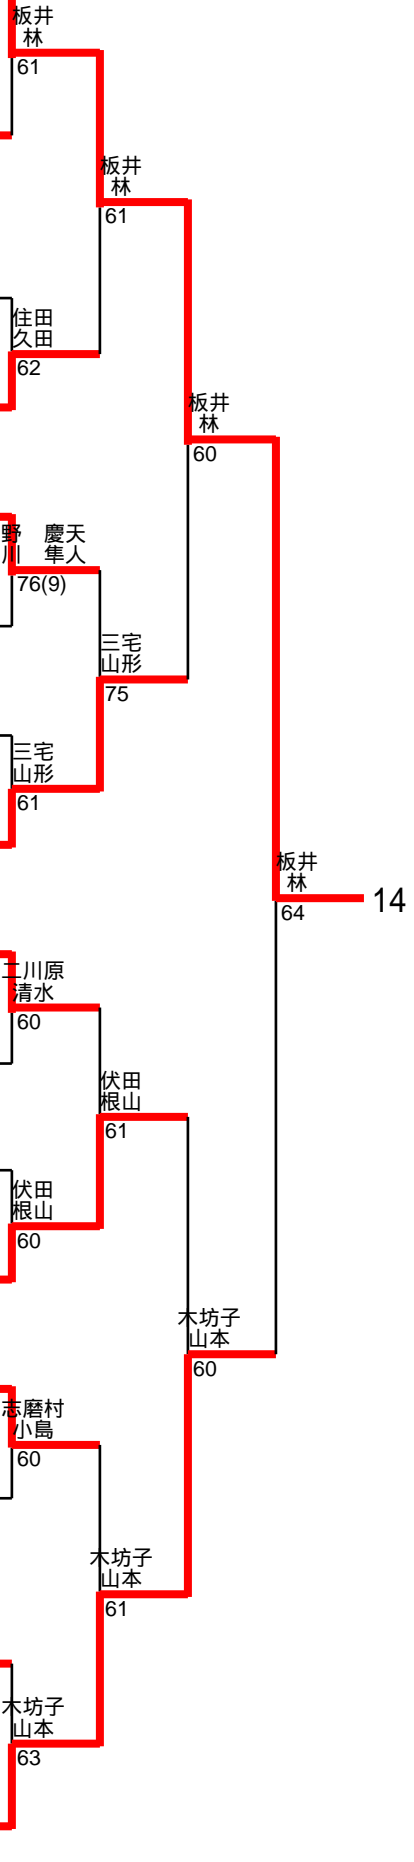 板井
林
61
板井
林
61
住田
久田
62
板井
林
60
野 慶天
川 隼人
76(9)
三宅
山形
75
三宅
山形
61
板井
林
64
14
二川原
清水
60
伏田
根山
61
伏田
根山
60
木坊子
山本
60
志磨村
小島
60
木坊子
山本
61
木坊子
山本
63